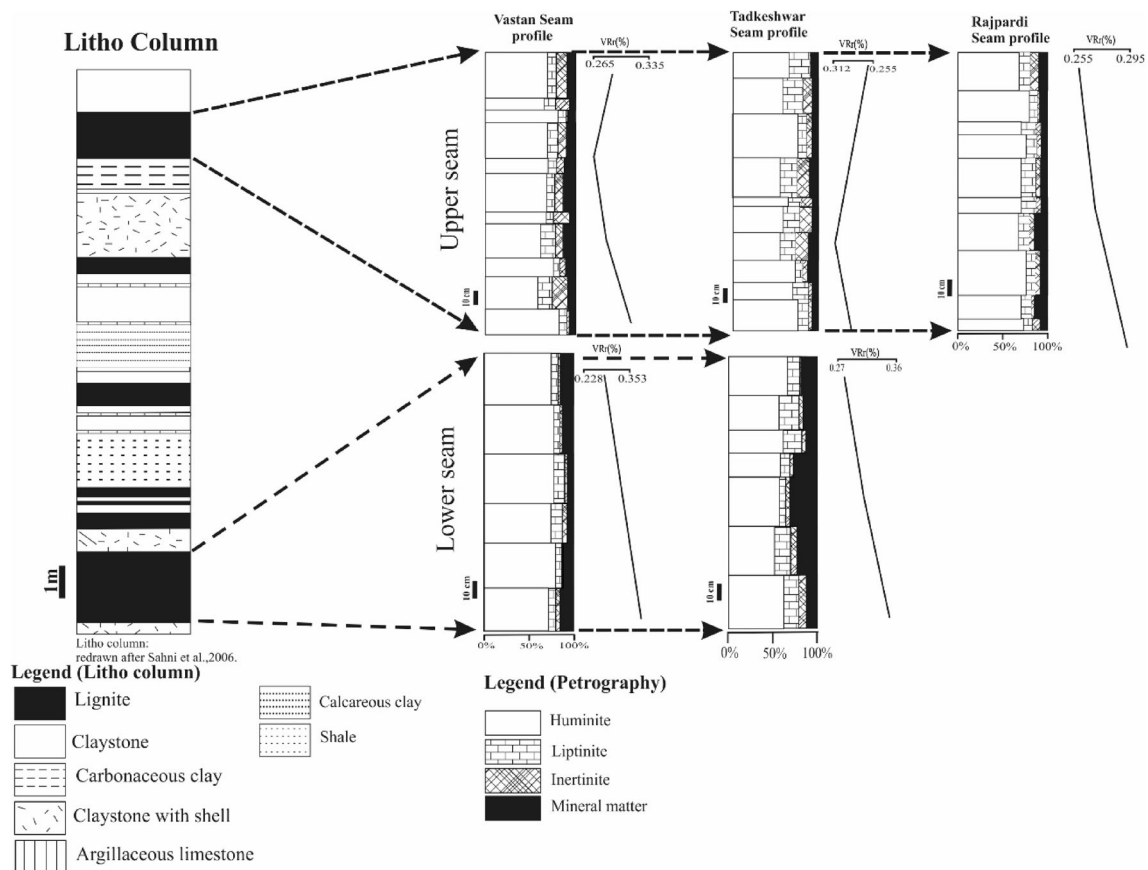 Litho Column
Vastan Seam
profile
Tadkeshwar
Seam profile
Rajpardi
Seam profile
VRr(%)
0.265 0.335
VRr(%)
0.312 0.255
VRr(%)
0.255 0.295
Upper seam
10 cm
10 cm
10 cm
0% 50% 100%
VRr(%)
0.228 0.353
VRr(%)
0.27 0.36
Lower seam
1m
10 cm
10 cm
0% 50% 100%
0% 50% 100%
Litho column:
redrawn after Sahni et al.,2006.
Legend (Litho column)
Lignite
Claystone
Carbonaceous clay
Claystone with shell
Argillaceous limestone
Calcareous clay
Shale
Legend (Petrography)
Huminite
Liptinite
Inertinite
Mineral matter